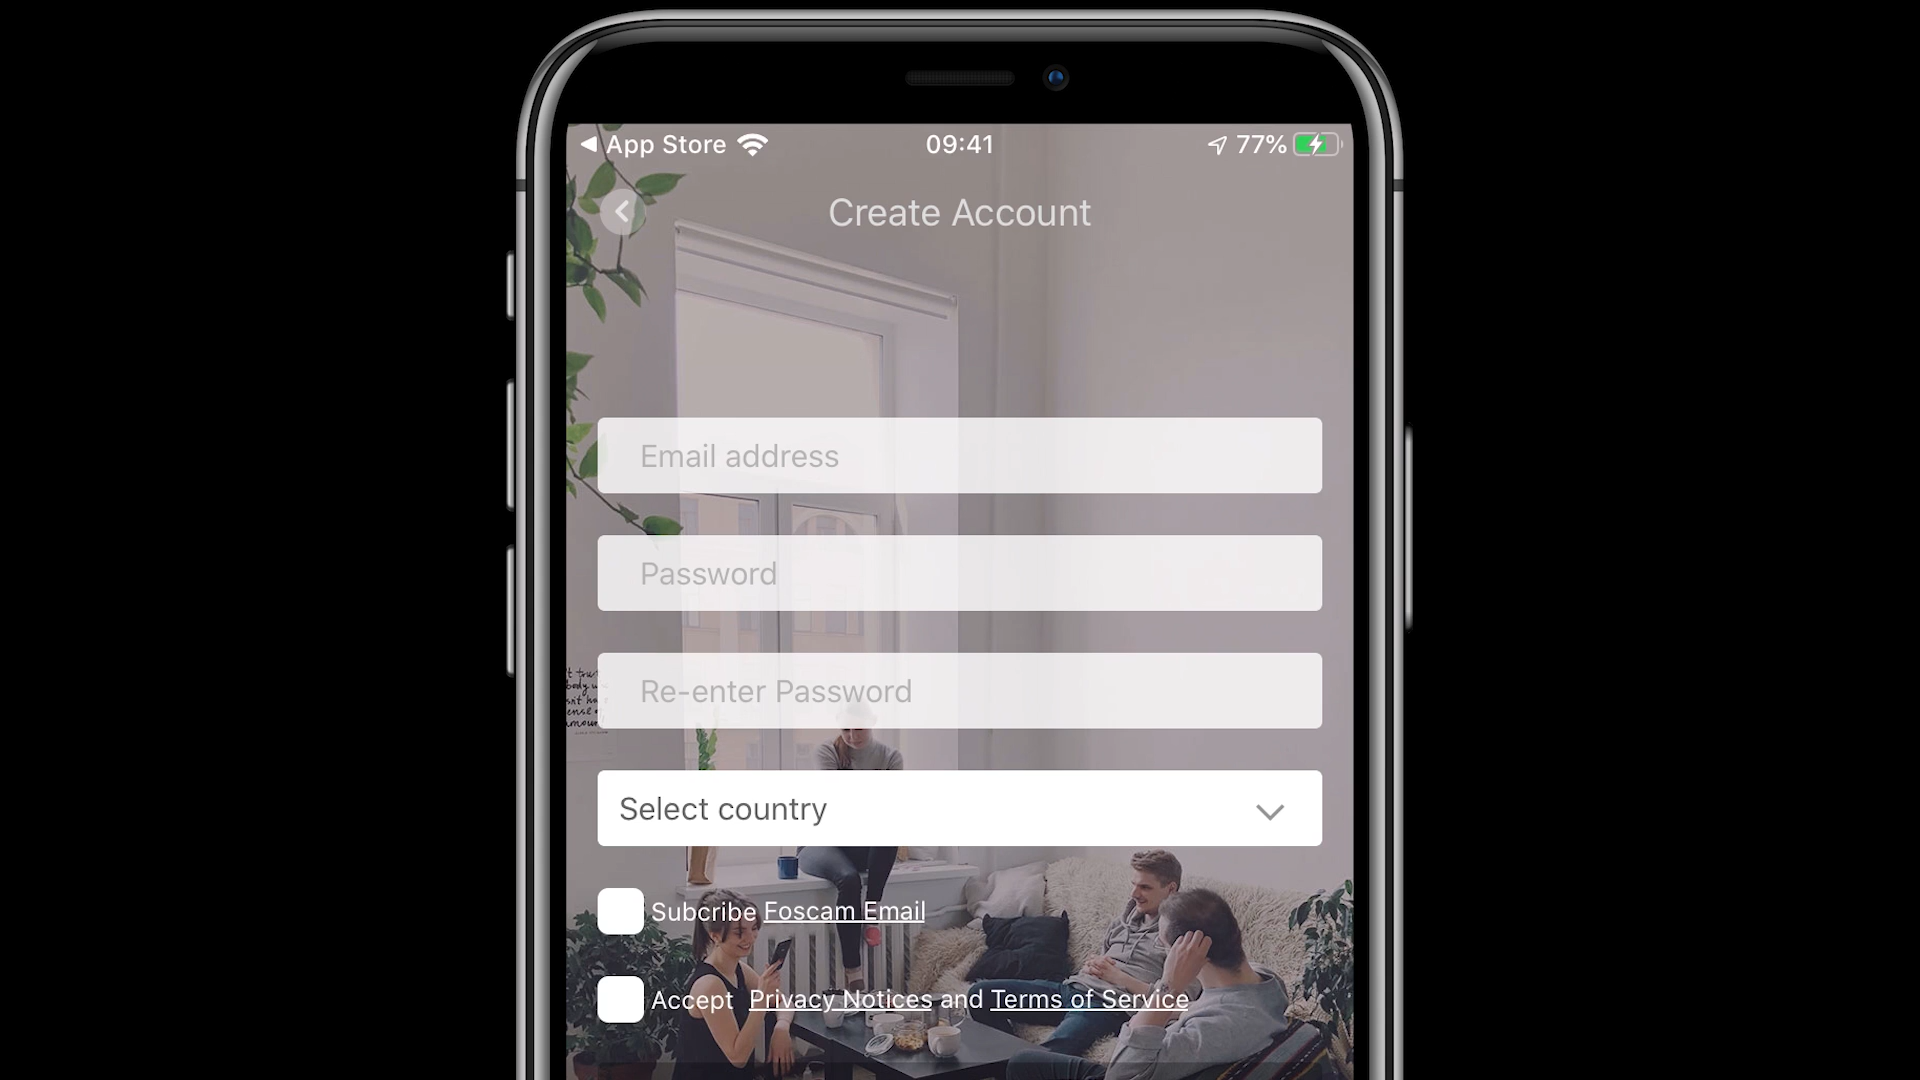 App Store 09:41 77%
Create Account
Email address
Password
Re-enter Password
Select country
Subcribe Foscam Email
Accept Privacy Notices and Terms of Service